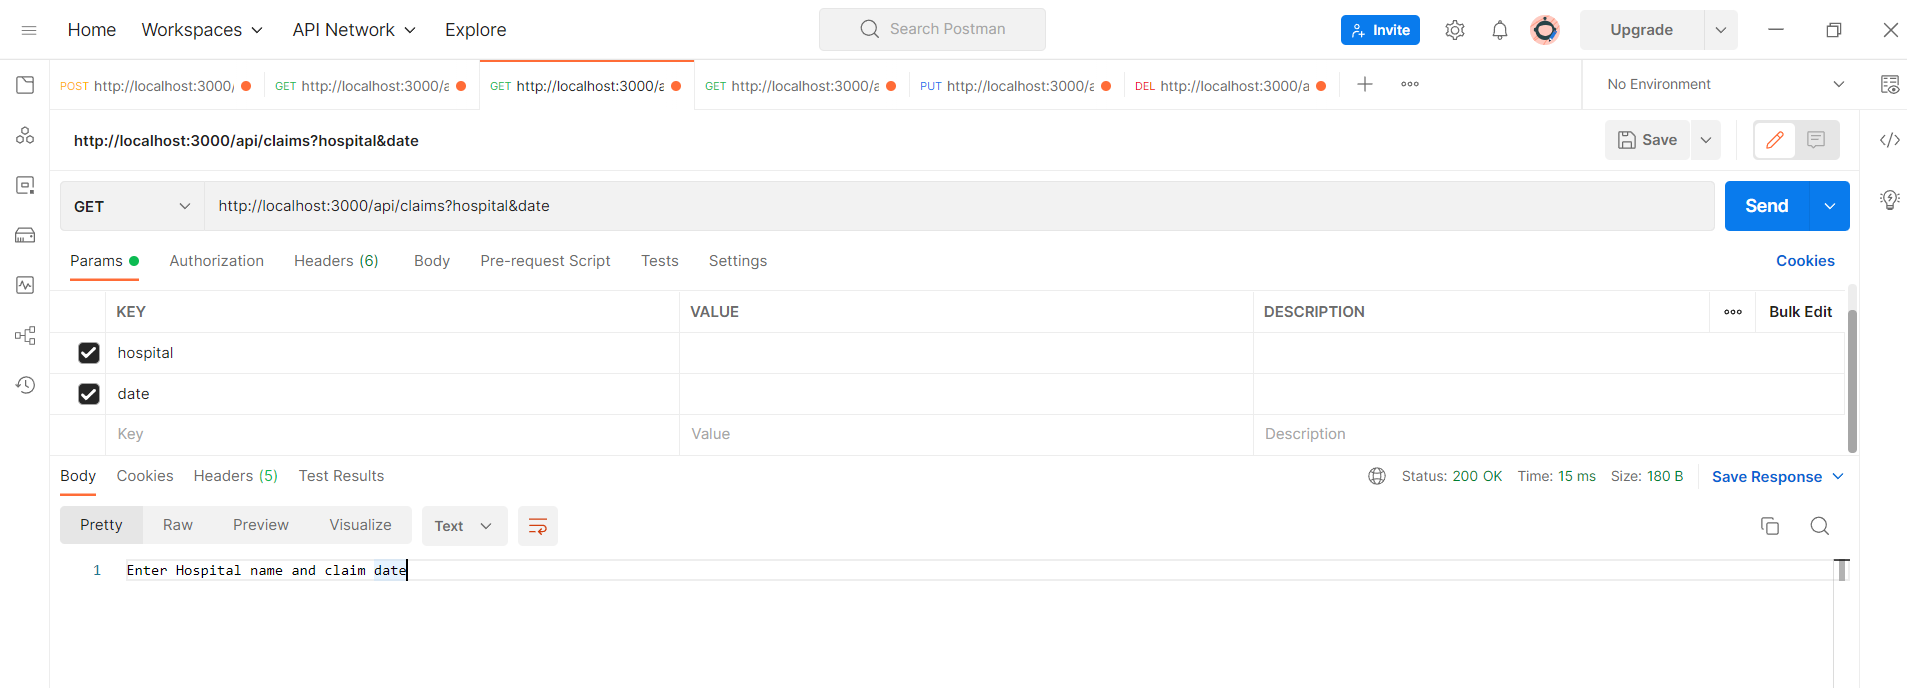 Home Workspaces API Network Explore Search Postman Invite Upgrade
POST http://localhost:3000/ GET http://localhost:3000/a GET http://localhost:3000/a GET http://localhost:3000/a PUT http://localhost:3000/a DEL http://localhost:3000/a No Environment
http://localhost:3000/api/claims?hospital&date Save
GET http://localhost:3000/api/claims?hospital&date Send
Params Authorization Headers (6) Body Pre-request Script Tests Settings Cookies
KEY VALUE DESCRIPTION Bulk Edit
hospital
date
Key Value Description
Body Cookies Headers (5) Test Results Status: 200 OK Time: 15 ms Size: 180 B Save Response
Pretty Raw Preview Visualize Text
1 Enter Hospital name and claim date